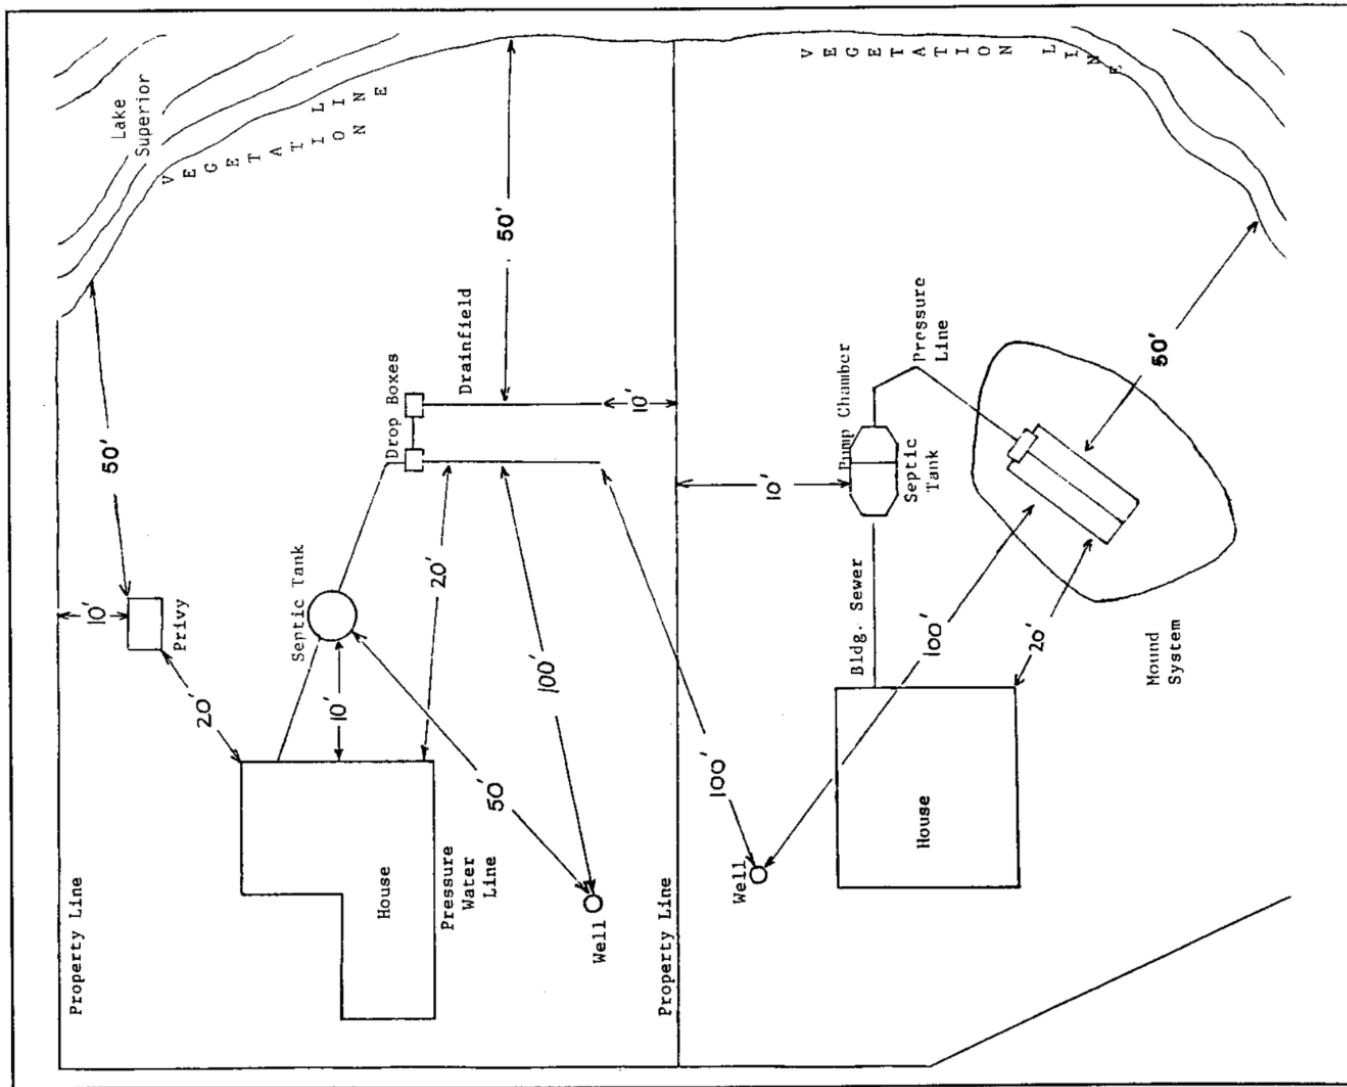 Lake
Superior
VEGETATION LINE
VEGETATION LINE
50'
50'
50'
10'
Privy
20'
Septic Tank
10'
50'
Drop Boxes
Drainfield
20'
100'
10'
100'
House
Pressure
Water
Line
Well
Property Line
Property Line
10'
Pump Chamber
Septic
Tank
Pressure
Line
Bldg. Sewer
100'
20'
Mound
System
Well
House